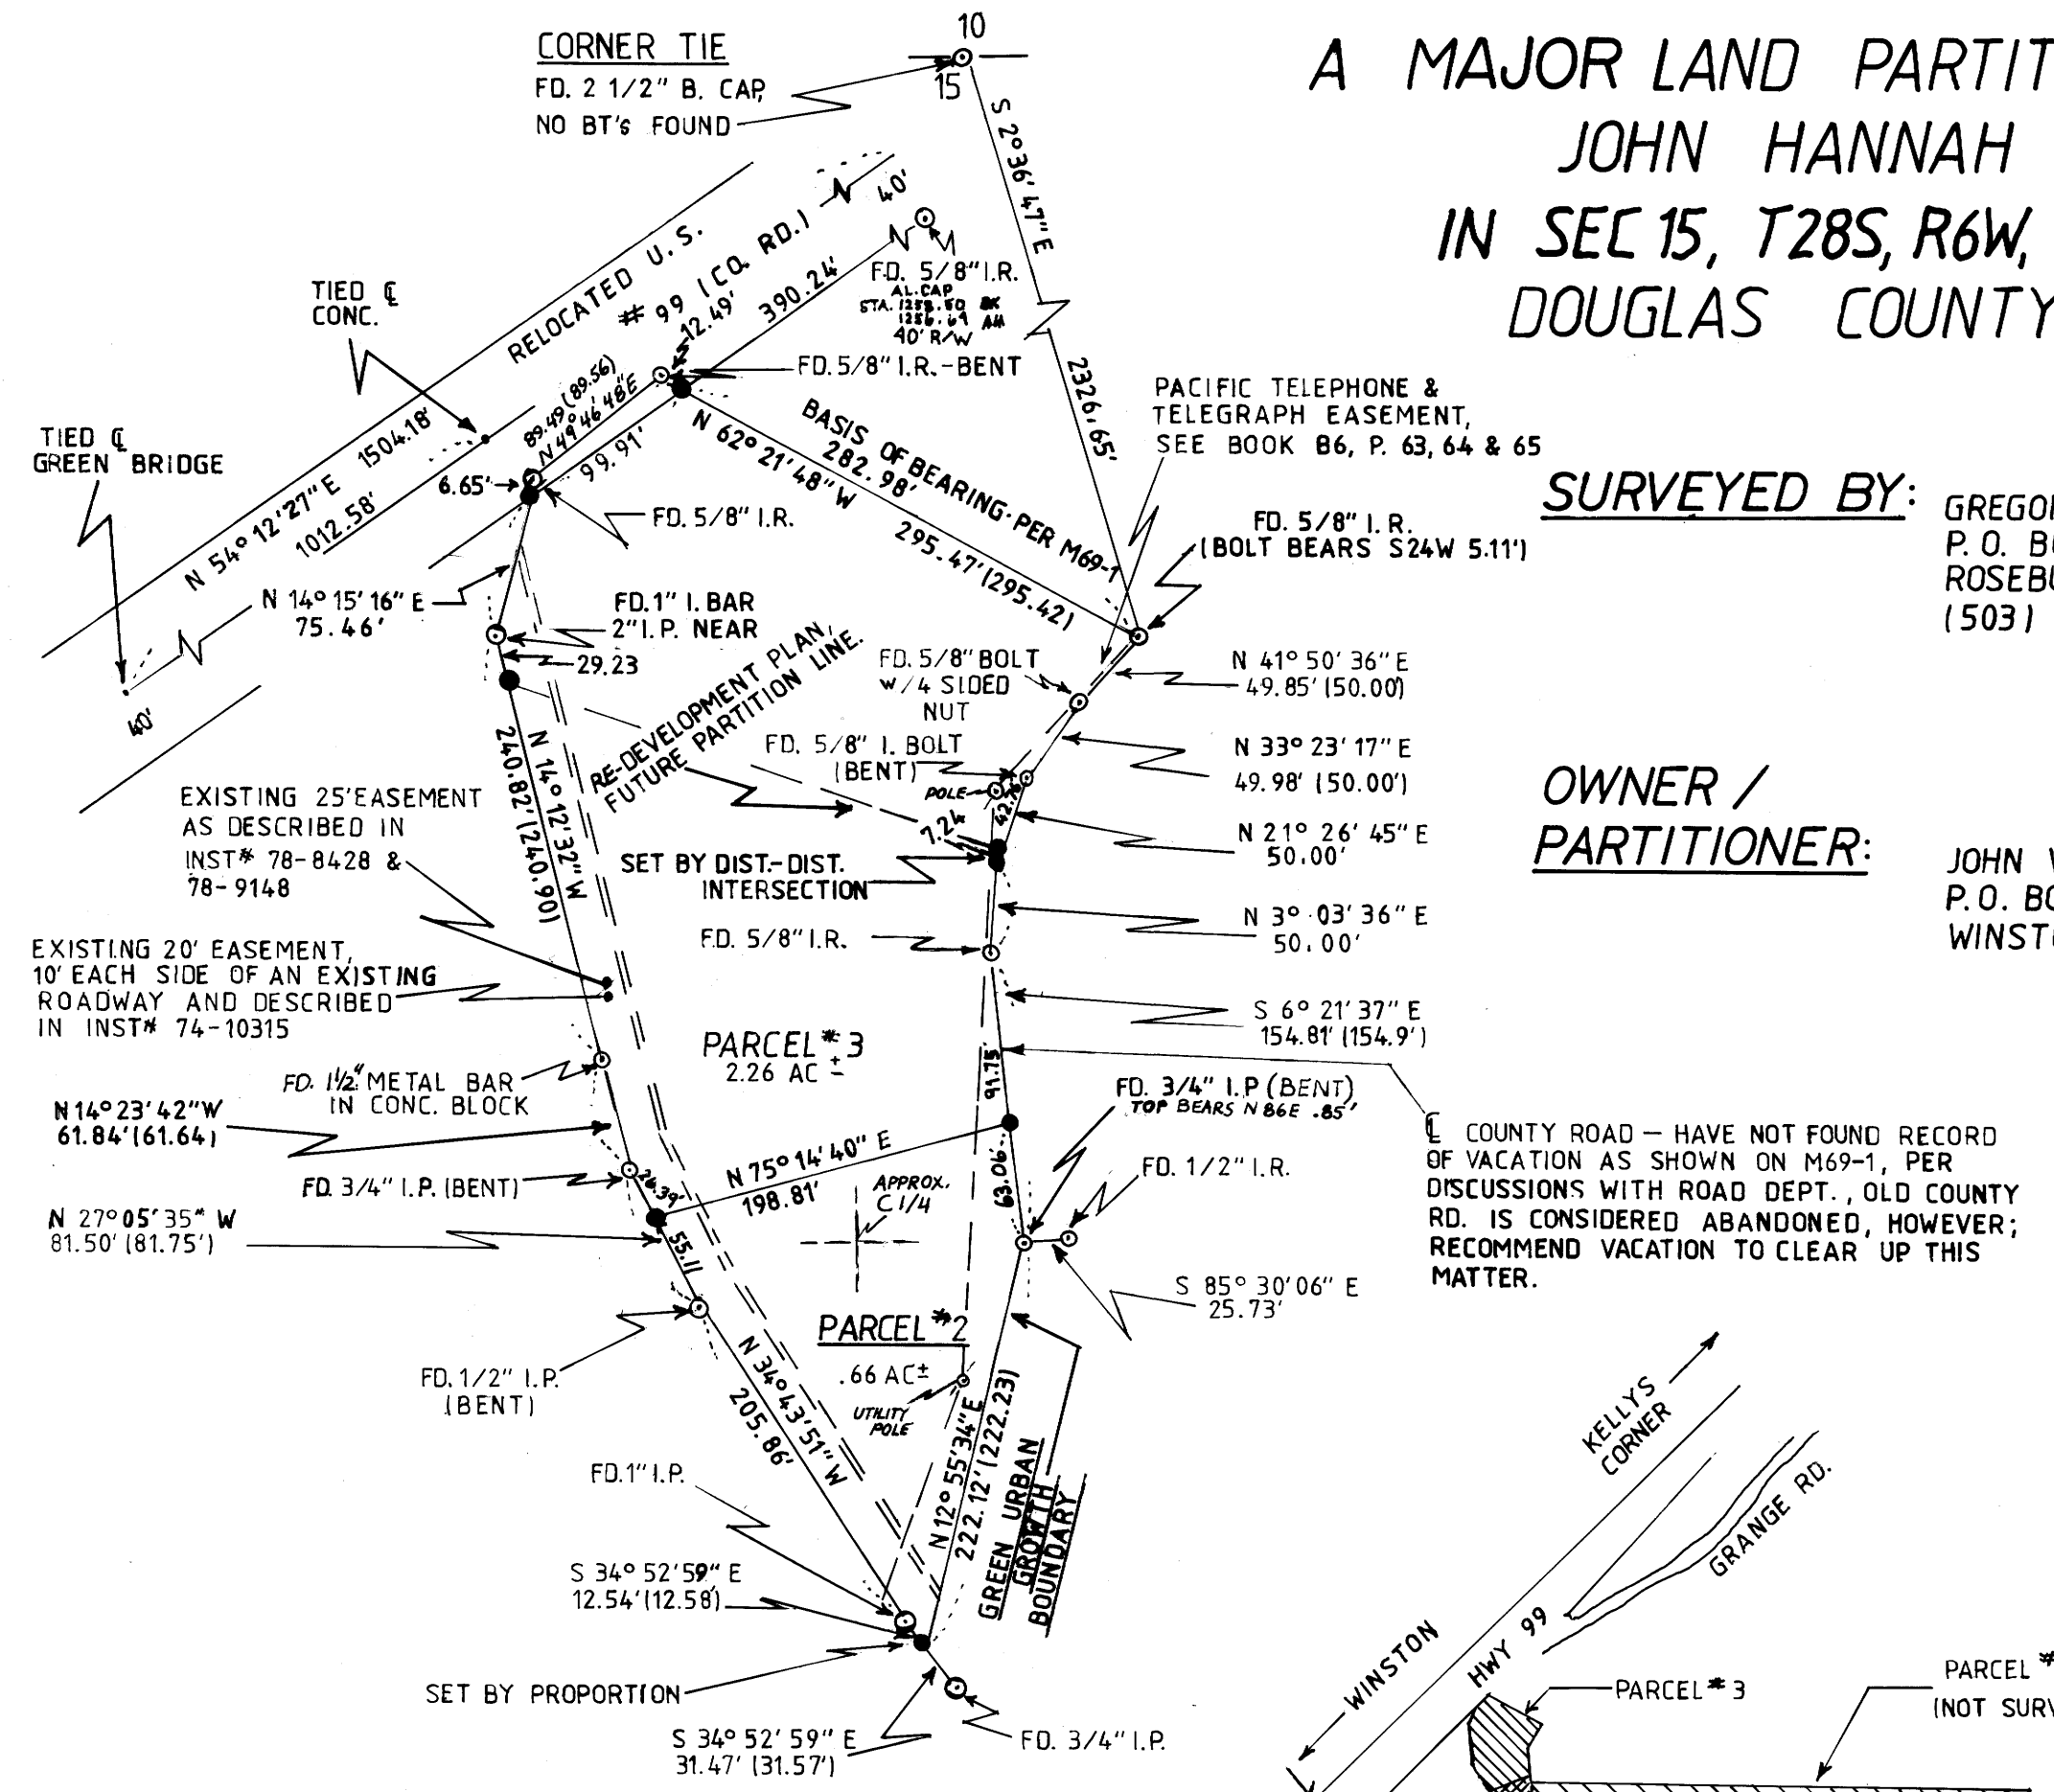 10
15
CORNER TIE
FD. 2 1/2" B. CAP,
NO BT's FOUND
A MAJOR LAND PARTIT
JOHN HANNAH
IN SEC 15, T28S, R6W,
DOUGLAS COUNTY
S 2° 36' 47" E
2326.65'
RELOCATED U.S.
# 99 (CO. RD.)
40'
12.49'
390.24'
FD. 5/8" I.R.
AL. CAP
40' R/W
FD. 5/8" I.R. - BENT
TIED ℄
CONC.
TIED ℄
GREEN BRIDGE
N 54° 12' 27" E 1504.18'
1012.58'
40'
89.49 (89.56)
N 49° 46' 48" E
99.91'
6.65'
FD. 5/8" I.R.
BASIS OF BEARING PER M69-1
282.98'
N 62° 21' 48" W
295.47' (295.42)
PACIFIC TELEPHONE &
TELEGRAPH EASEMENT,
SEE BOOK 86, P. 63, 64 & 65
FD. 5/8" I.R.
(BOLT BEARS S24W 5.11')
SURVEYED BY:
GREGO
P. O. B
ROSEB
(503)
N 14° 15' 16" E
75.46'
FD. 1" I. BAR
2" I.P. NEAR
29.23
RE-DEVELOPMENT PLAN,
FUTURE PARTITION LINE.
FD. 5/8" BOLT
W/4 SIDED
NUT
N 41° 50' 36" E
49.85' (50.00')
FD. 5/8" I. BOLT
(BENT)
POLE
N 33° 23' 17" E
49.98' (50.00')
7.24
N 21° 26' 45" E
50.00'
OWNER /
PARTITIONER:
JOHN
P.O. BO
WINST
N 14° 12' 32" W
240.82' (240.90)
EXISTING 25' EASEMENT
AS DESCRIBED IN
INST# 78-8428 &
78-9148
SET BY DIST.-DIST.
INTERSECTION
N 3° 03' 36" E
50.00'
FD. 5/8" I.R.
EXISTING 20' EASEMENT,
10' EACH SIDE OF AN EXISTING
ROADWAY AND DESCRIBED
IN INST# 74-10315
S 6° 21' 37" E
154.81' (154.9')
PARCEL #3
2.26 AC ±
91.75'
FD. 1 1/2" METAL BAR
IN CONC. BLOCK
FD. 3/4" I.P (BENT)
TOP BEARS N 86E .85'
N 14° 23' 42" W
61.84' (61.64)
℄ COUNTY ROAD — HAVE NOT FOUND RECORD
OF VACATION AS SHOWN ON M69-1, PER
DISCUSSIONS WITH ROAD DEPT., OLD COUNTY
RD. IS CONSIDERED ABANDONED, HOWEVER;
RECOMMEND VACATION TO CLEAR UP THIS
MATTER.
FD. 3/4" I.P. (BENT)
26.39'
N 75° 14' 40" E
198.81'
APPROX.
C 1/4
63.06'
FD. 1/2" I.R.
N 27° 05' 35" W
81.50' (81.75')
55.11
S 85° 30' 06" E
25.73'
PARCEL #2
.66 AC±
UTILITY
POLE
FD. 1/2" I.P.
(BENT)
N 34° 43' 51" W
205.86'
N 12° 55' 34" E
222.12' (222.23)
GREEN URBAN
GROWTH
BOUNDARY
FD. 1" I.P.
S 34° 52' 59" E
12.54' (12.58')
SET BY PROPORTION
S 34° 52' 59" E
31.47' (31.57')
FD. 3/4" I.P.
KELLYS
CORNER
GRANGE RD.
WINSTON
HWY 99
PARCEL #3
PARCEL #
(NOT SURV